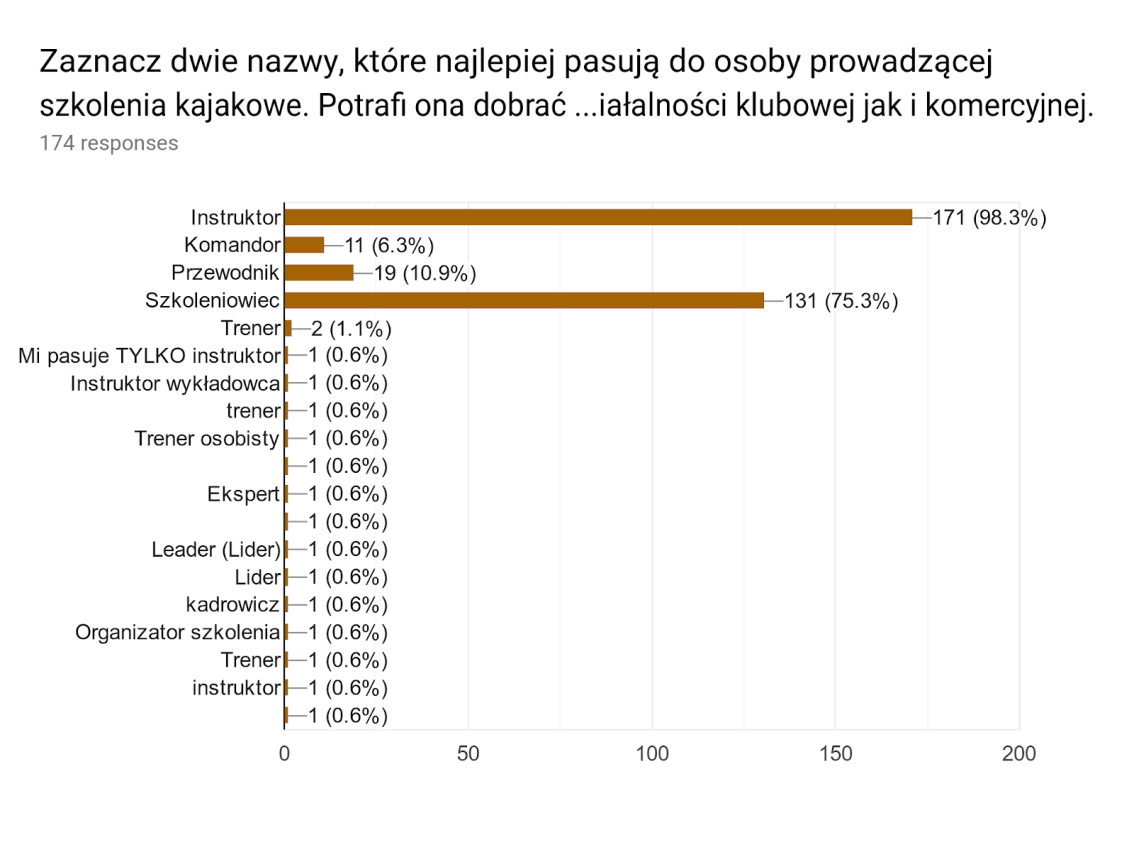 Zaznacz dwie nazwy, które najlepiej pasują do osoby prowadzącej
szkolenia kajakowe. Potrafi ona dobrać ...iałalności klubowej jak i komercyjnej.
174 responses
Instruktor 171 (98.3%)
Komandor 11 (6.3%)
Przewodnik 19 (10.9%)
Szkoleniowiec 131 (75.3%)
Trener 2 (1.1%)
Mi pasuje TYLKO instruktor 1 (0.6%)
Instruktor wykładowca 1 (0.6%)
trener 1 (0.6%)
Trener osobisty 1 (0.6%)
1 (0.6%)
Ekspert 1 (0.6%)
1 (0.6%)
Leader (Lider) 1 (0.6%)
Lider 1 (0.6%)
kadrowicz 1 (0.6%)
Organizator szkolenia 1 (0.6%)
Trener 1 (0.6%)
instruktor 1 (0.6%)
1 (0.6%)
0 50 100 150 200